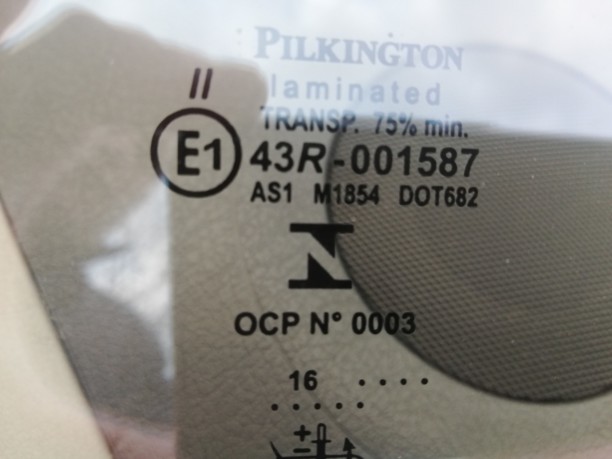 PILKINGTON
laminated
TRANSP. 75% min.
II
E1 43R-001587
AS1 M1854 DOT682
N
OCP N° 0003
16 . . . .
. . . . .